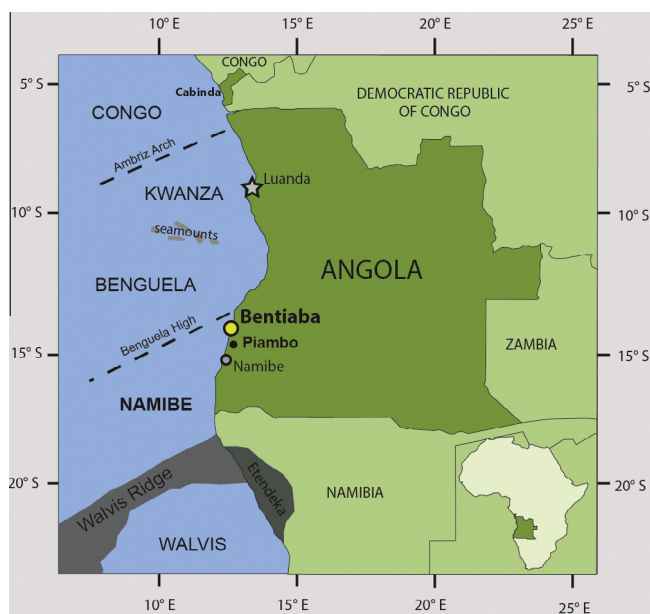 10° E
15° E
20° E
25° E
5° S
CONGO
Cabinda
DEMOCRATIC REPUBLIC
OF CONGO
5° S
CONGO
Ambriz Arch
KWANZA
Luanda
10° S
10° S
seamounts
ANGOLA
BENGUELA
Bentiaba
Benguela High
Piambo
15° S
ZAMBIA
15° S
Namibe
NAMIBE
20° S
Walvis Ridge
Etendeka
NAMIBIA
20° S
WALVIS
10° E
15° E
20° E
25° E